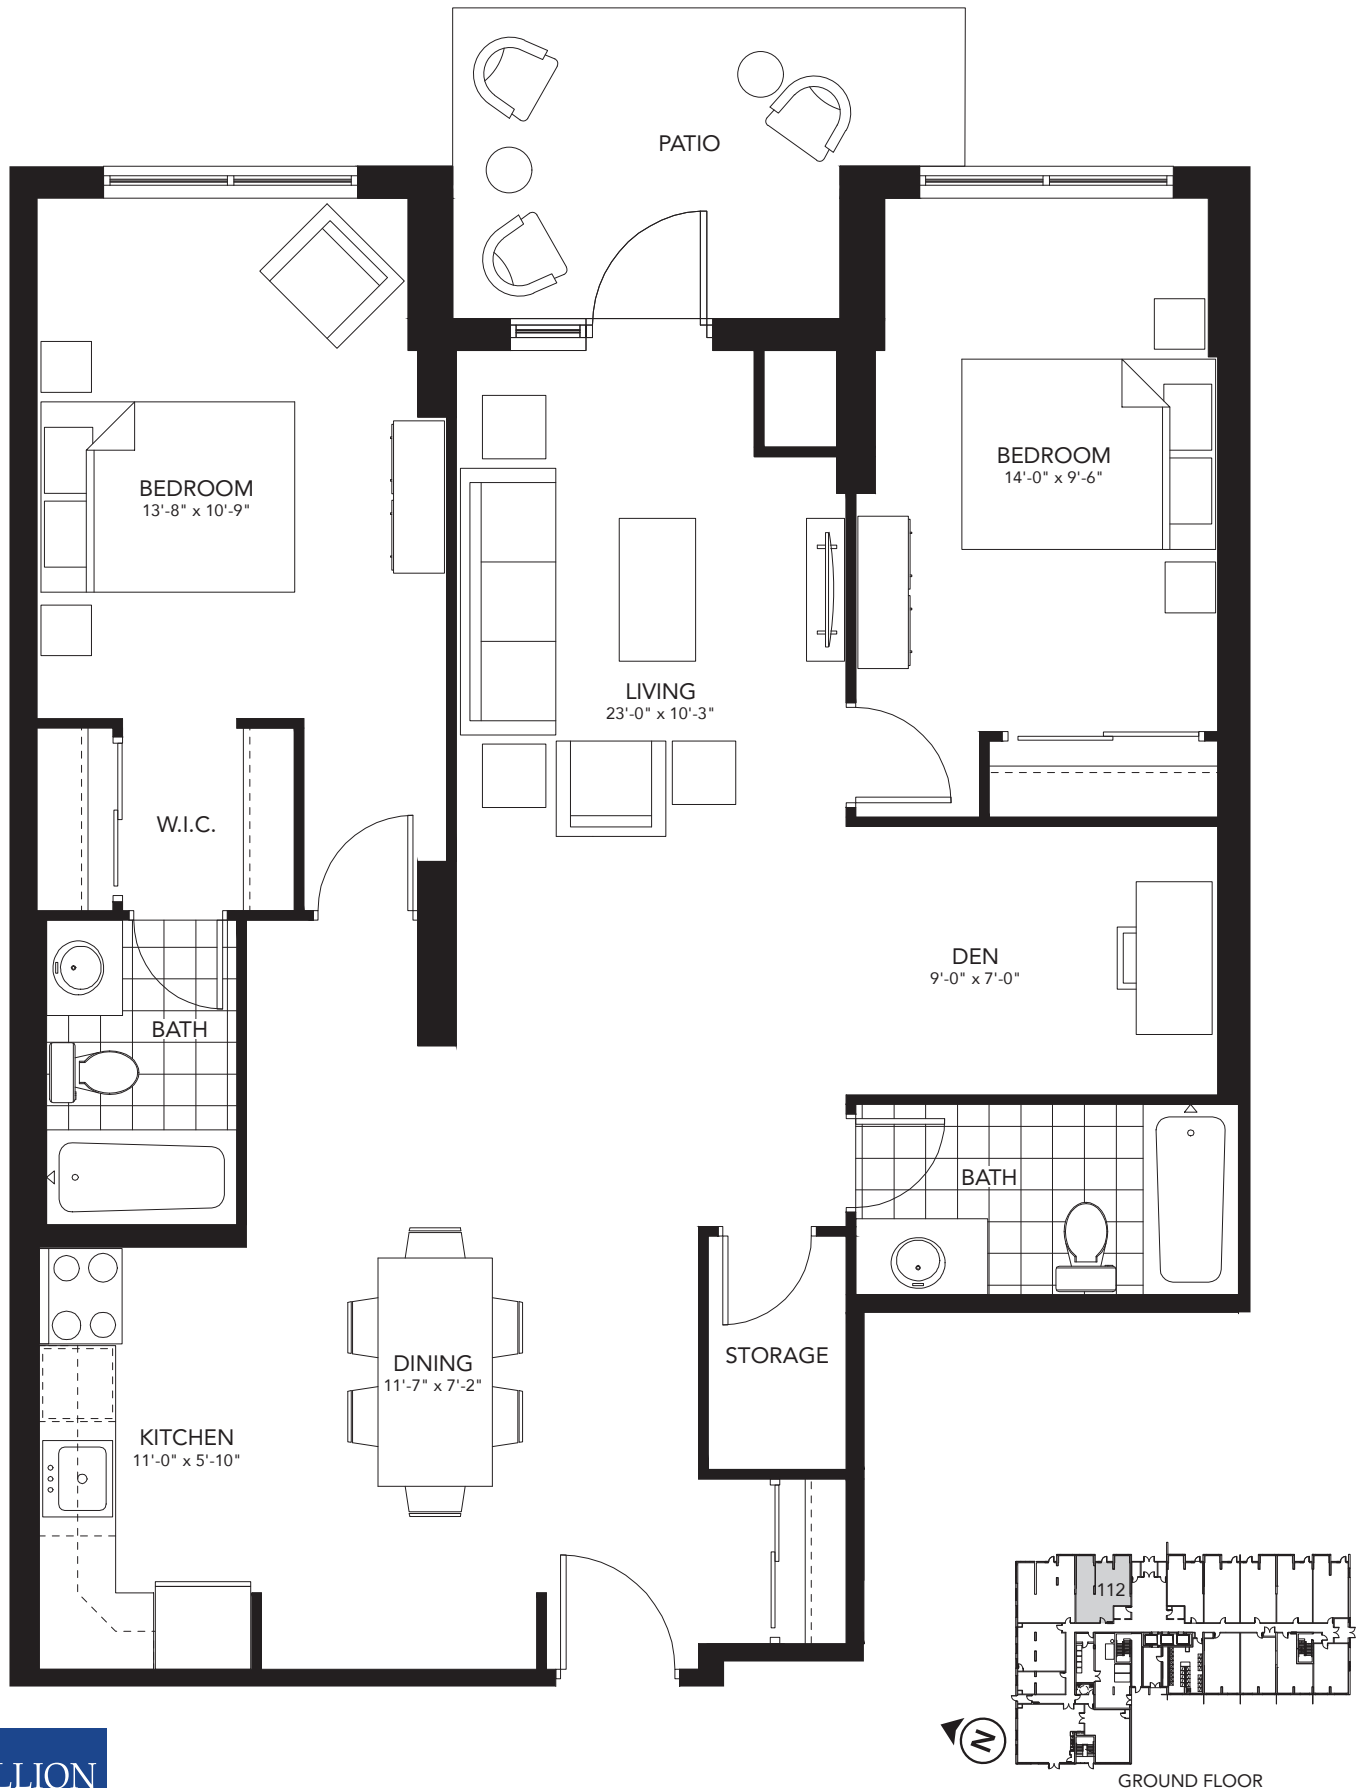 PATIO
BEDROOM
13'-8" x 10'-9"
BEDROOM
14'-0" x 9'-6"
LIVING
23'-0" x 10'-3"
W.I.C.
DEN
9'-0" x 7'-0"
BATH
BATH
STORAGE
DINING
11'-7" x 7'-2"
KITCHEN
11'-0" x 5'-10"
112
N
GROUND FLOOR